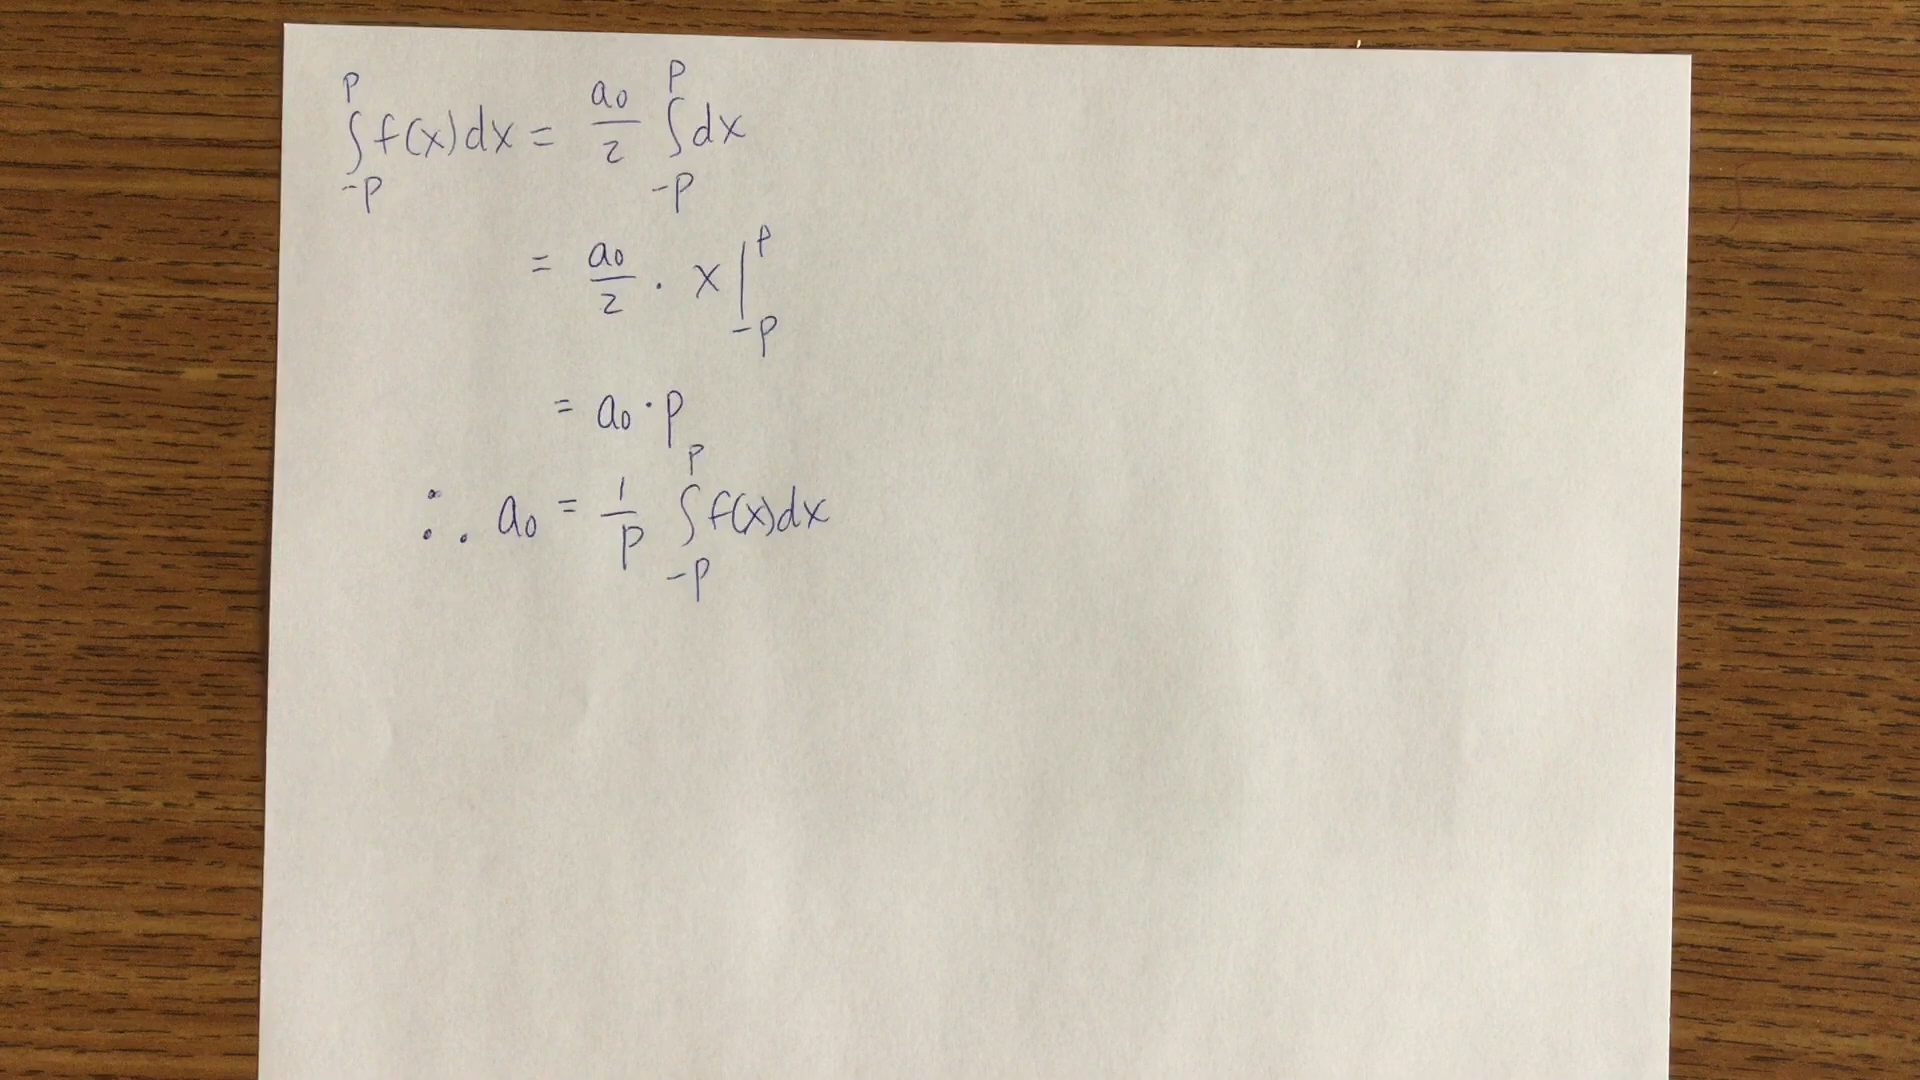 ∫_{-p}^{p} f(x)dx = a₀/2 ∫_{-p}^{p} dx
= a₀/2 · x |_{-p}^{p}
= a₀ · p
∴ a₀ = 1/p ∫_{-p}^{p} f(x)dx